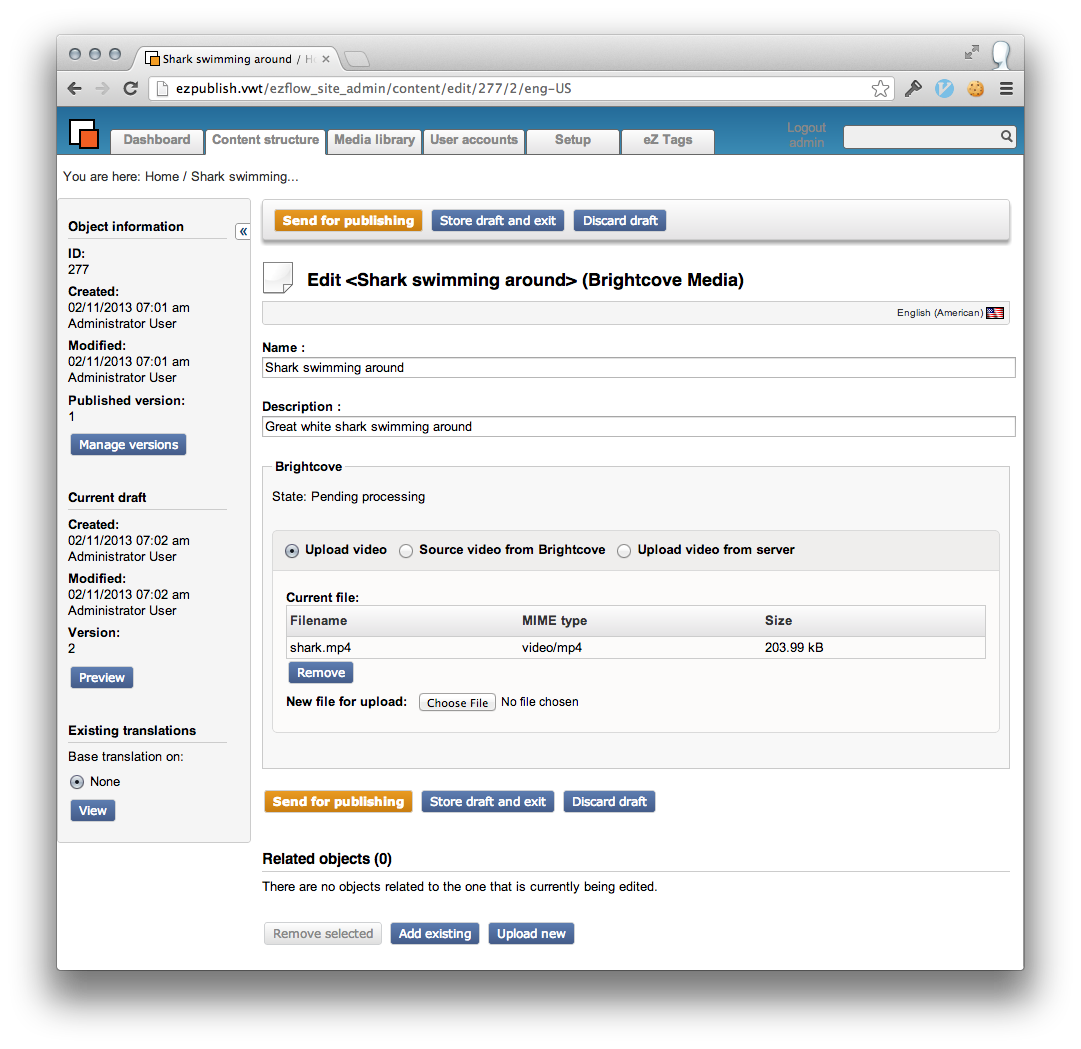 Shark swimming around / H
ezpublish.vwt/ezflow_site_admin/content/edit/277/2/eng-US
Dashboard Content structure Media library User accounts Setup eZ Tags Logout admin
You are here: Home / Shark swimming...
Object information
«
ID:
277
Created:
02/11/2013 07:01 am
Administrator User
Modified:
02/11/2013 07:01 am
Administrator User
Published version:
1
Manage versions
Current draft
Created:
02/11/2013 07:02 am
Administrator User
Modified:
02/11/2013 07:02 am
Administrator User
Version:
2
Preview
Existing translations
Base translation on:
None
View
Send for publishing Store draft and exit Discard draft
Edit <Shark swimming around> (Brightcove Media)
English (American)
Name :
Shark swimming around
Description :
Great white shark swimming around
Brightcove
State: Pending processing
Upload video Source video from Brightcove Upload video from server
Current file:
Filename MIME type Size
shark.mp4 video/mp4 203.99 kB
Remove
New file for upload: Choose File No file chosen
Send for publishing Store draft and exit Discard draft
Related objects (0)
There are no objects related to the one that is currently being edited.
Remove selected Add existing Upload new